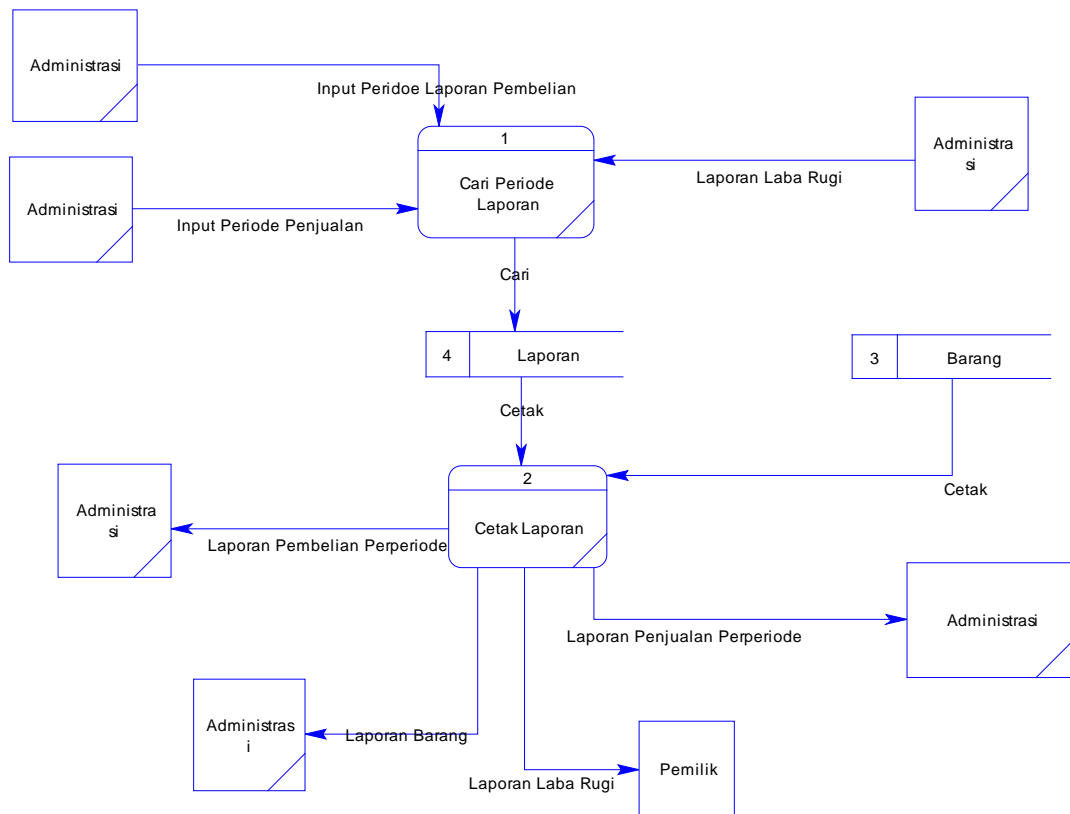 Administrasi
Input Peridoe Laporan Pembelian
1
Cari Periode
Laporan
Administra
si
Laporan Laba Rugi
Administrasi
Input Periode Penjualan
Cari
4
Laporan
3
Barang
Cetak
2
Cetak Laporan
Cetak
Administra
si
Laporan Pembelian Perperiode
Administrasi
Laporan Penjualan Perperiode
Administras
i
Laporan Barang
Pemilik
Laporan Laba Rugi